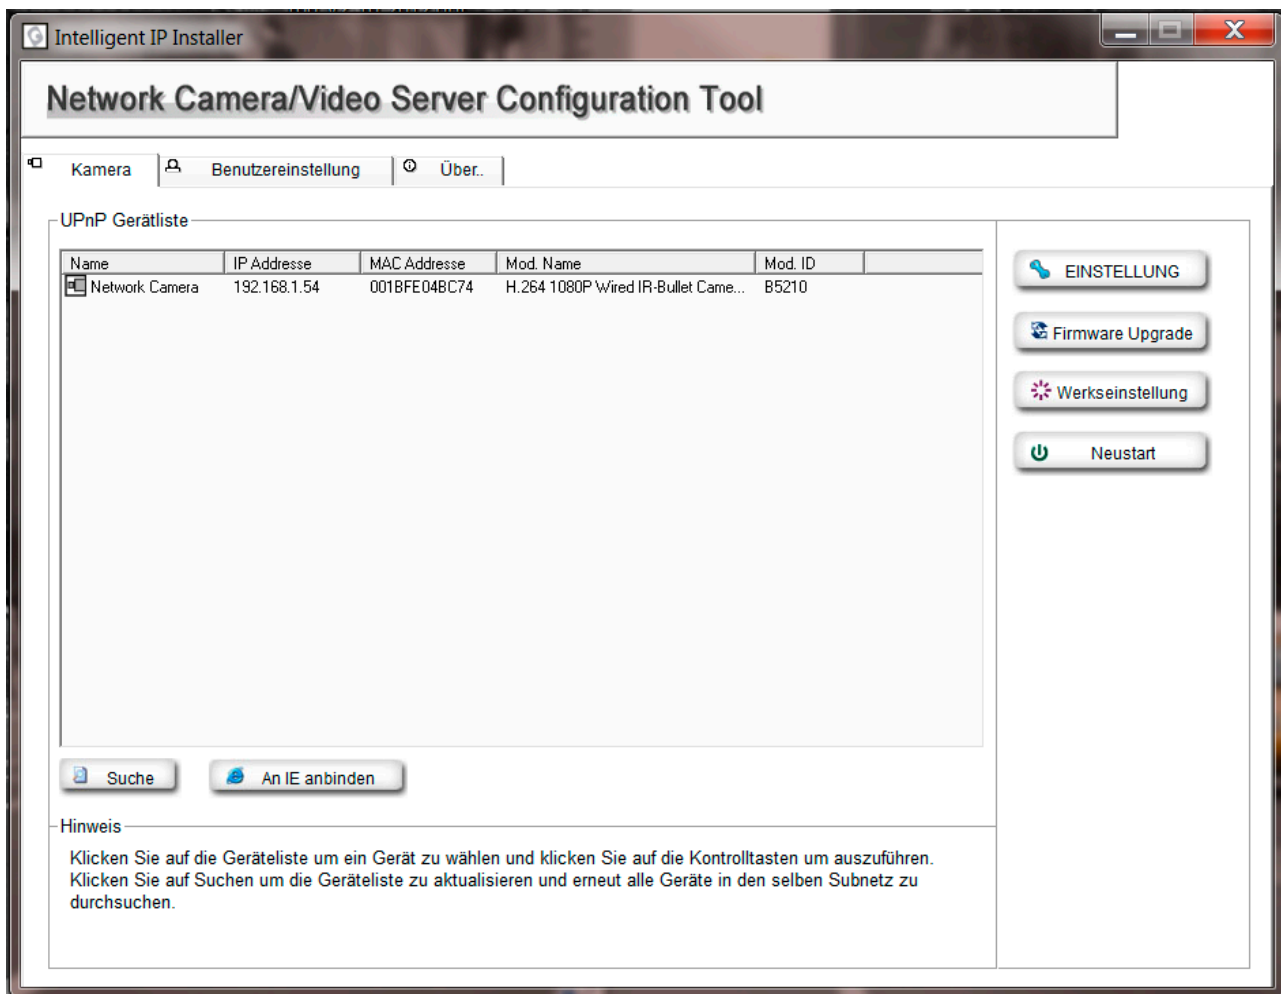 Intelligent IP Installer
X
Network Camera/Video Server Configuration Tool
Kamera Benutzereinstellung Über..
UPnP Gerätliste
Name IP Addresse MAC Addresse Mod. Name Mod. ID
Network Camera 192.168.1.54 001BFE04BC74 H.264 1080P Wired IR-Bullet Came... B5210
EINSTELLUNG
Firmware Upgrade
Werkseinstellung
Neustart
Suche An IE anbinden
Hinweis
Klicken Sie auf die Geräteliste um ein Gerät zu wählen und klicken Sie auf die Kontrolltasten um auszuführen.
Klicken Sie auf Suchen um die Geräteliste zu aktualisieren und erneut alle Geräte in den selben Subnetz zu
durchsuchen.